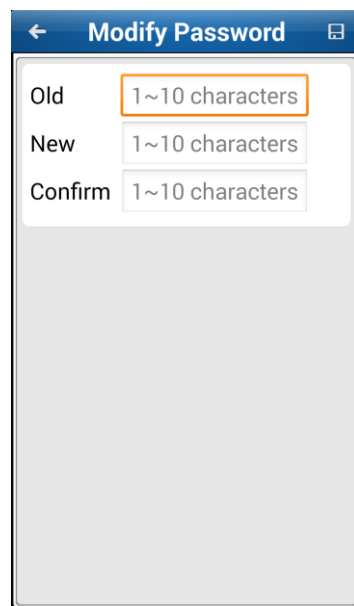 Modify Password
Old 1~10 characters
New 1~10 characters
Confirm 1~10 characters